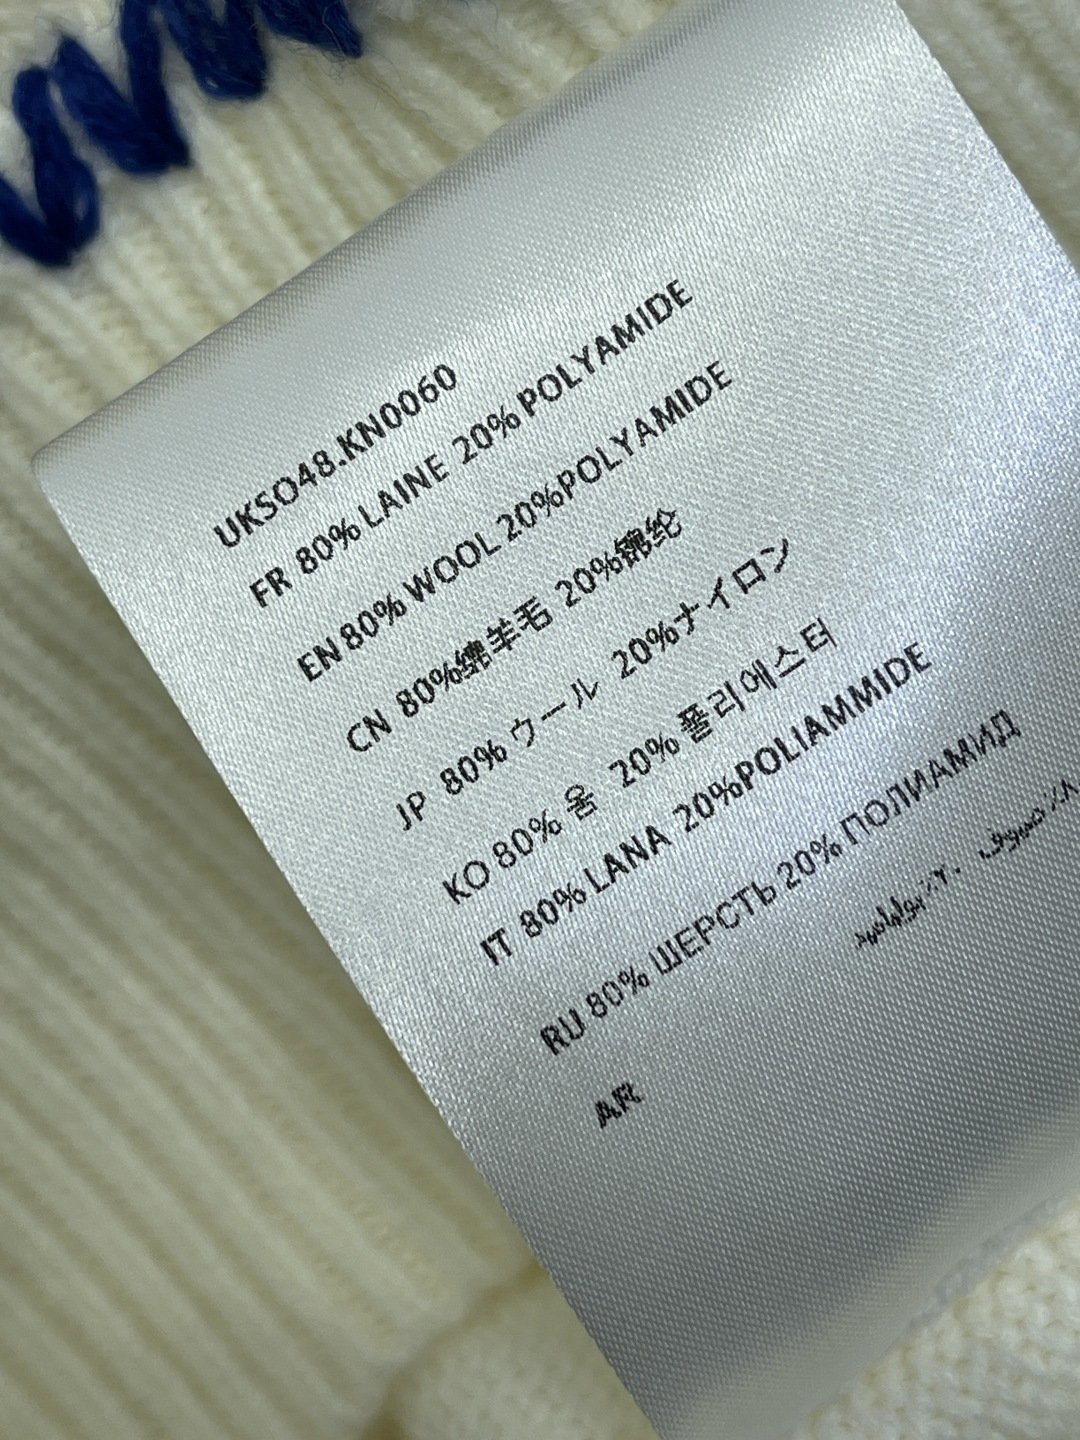 UKSO48.KN0060
FR 80% LAINE 20% POLYAMIDE
EN 80% WOOL 20%POLYAMIDE
CN 80%绵羊毛 20%锦纶
JP 80% ウール 20%ナイロン
KO 80% 옴 20% 폴리에스터
IT 80% LANA 20%POLIAMMIDE
RU 80% ШЕРСТЬ 20% ПОЛИАМИД
AR